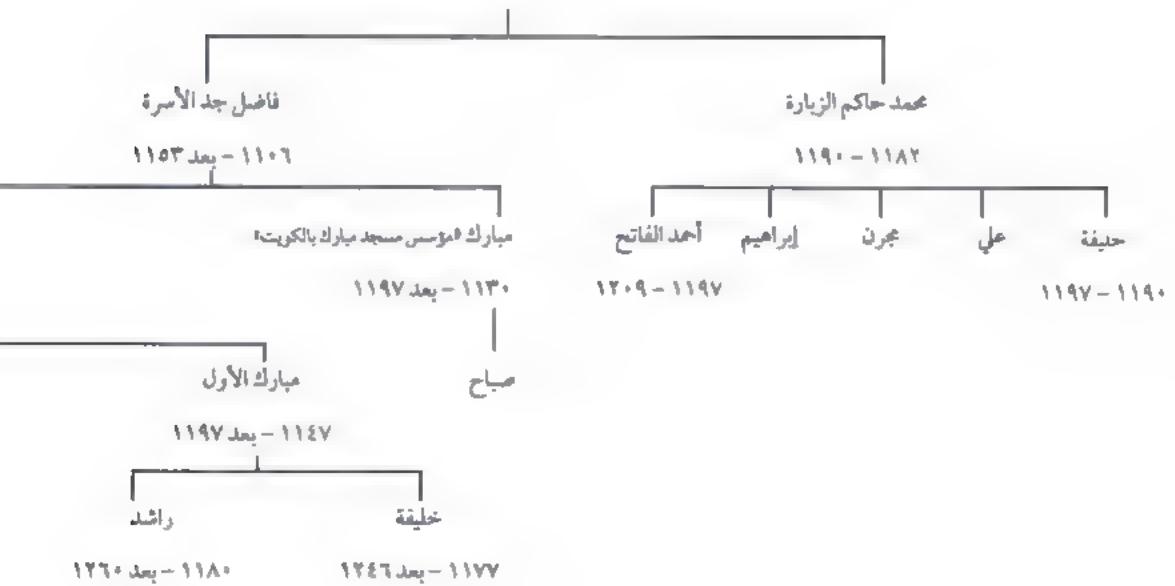 محمد حاكم الزبارة
فاضل جد الأسرة
١١٨٢ – ١١٩٠
١١٠٦ – بعد ١١٥٣
خليفة
علي
مجرن
إبراهيم
أحمد الفاتح
مبارك «مؤسس مسجد مبارك بالكويت»
١١٩٠ – ١١٩٧
١١٩٧ – ١٢٠٩
١١٣٠ – بعد ١١٩٧
صباح
مبارك الأول
١١٤٧ – بعد ١١٩٧
خليفة
راشد
١١٧٧ – بعد ١٢٤٦
١١٨٠ – بعد ١٢٦٠